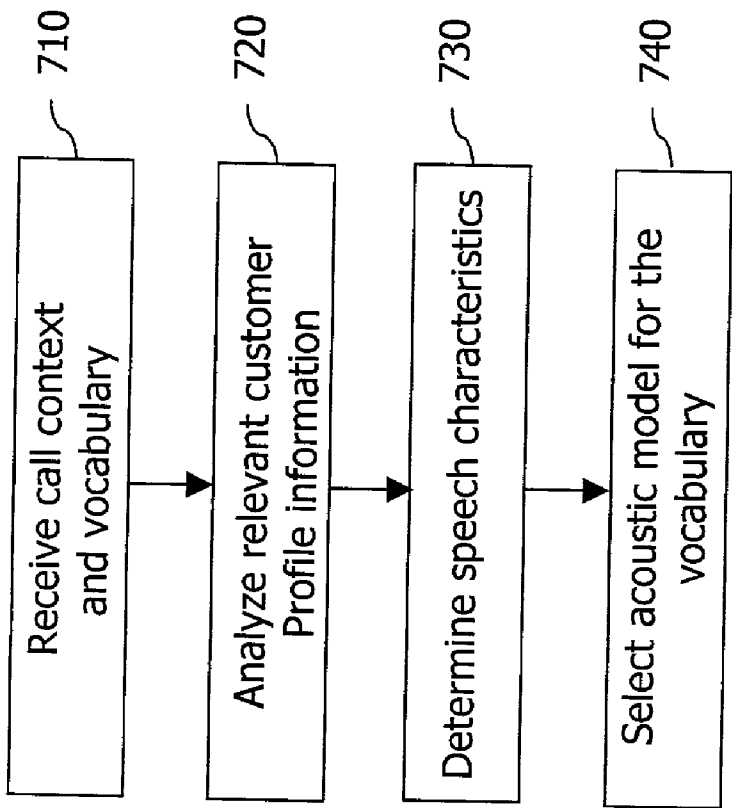 Receive call context
and vocabulary
710
Analyze relevant customer
Profile information
720
Determine speech characteristics
730
Select acoustic model for the
vocabulary
740